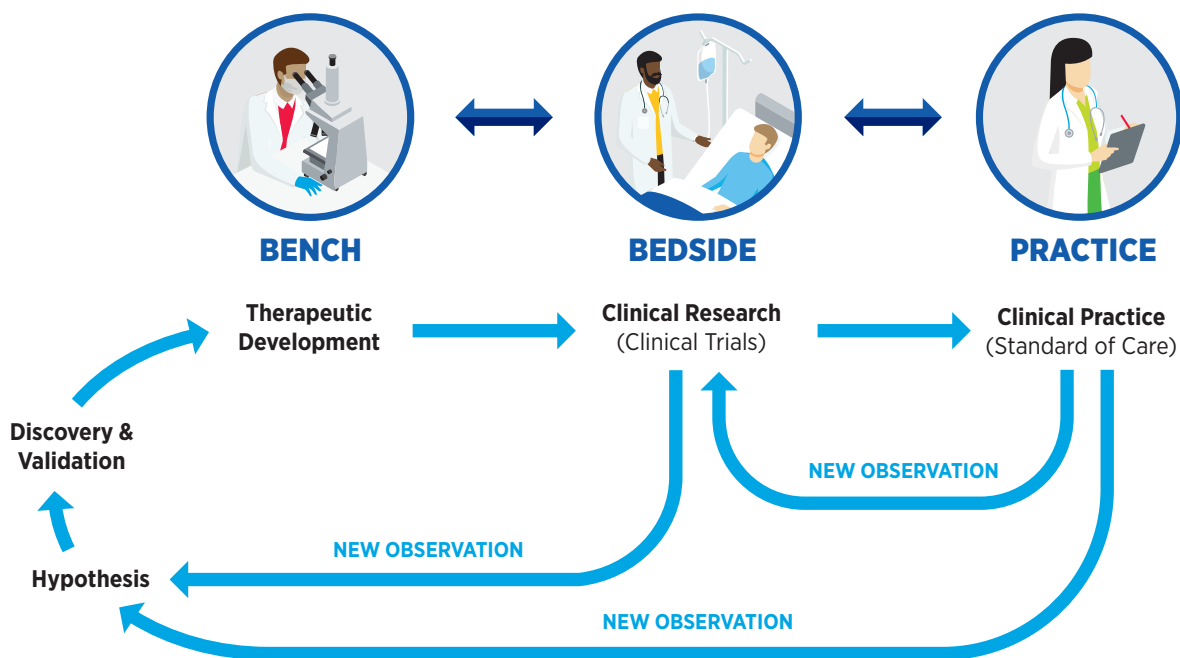 BENCH
BEDSIDE
PRACTICE
Therapeutic
Development
Clinical Research
(Clinical Trials)
Clinical Practice
(Standard of Care)
Discovery &
Validation
NEW OBSERVATION
NEW OBSERVATION
Hypothesis
NEW OBSERVATION